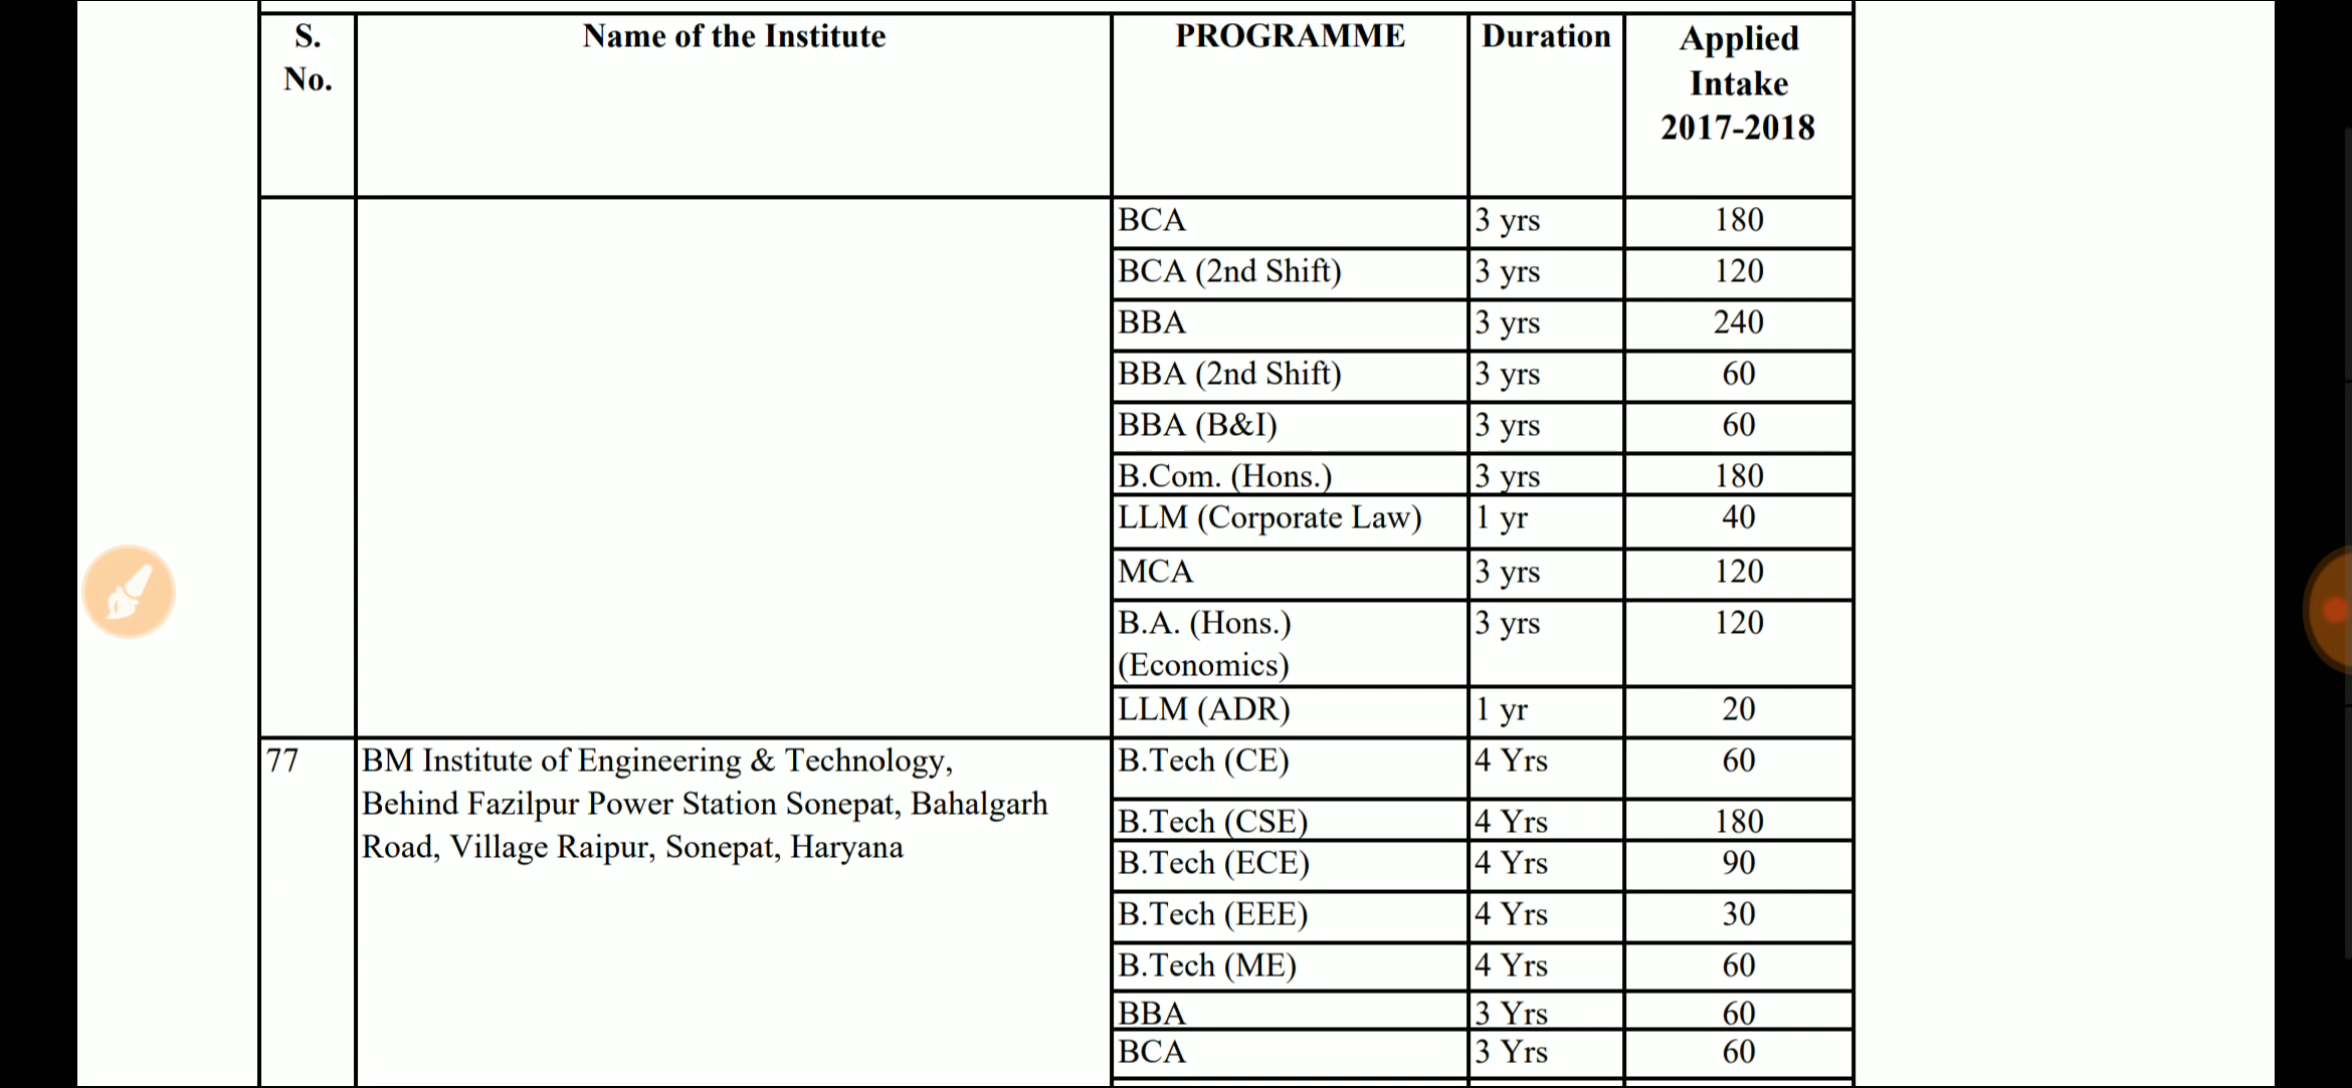 S. No. Name of the Institute PROGRAMME Duration Applied Intake 2017-2018
BCA 3 yrs 180
BCA (2nd Shift) 3 yrs 120
BBA 3 yrs 240
BBA (2nd Shift) 3 yrs 60
BBA (B&I) 3 yrs 60
B.Com. (Hons.) 3 yrs 180
LLM (Corporate Law) 1 yr 40
MCA 3 yrs 120
B.A. (Hons.) 3 yrs 120
(Economics)
LLM (ADR) 1 yr 20
77 BM Institute of Engineering & Technology, B.Tech (CE) 4 Yrs 60
Behind Fazilpur Power Station Sonepat, Bahalgarh B.Tech (CSE) 4 Yrs 180
Road, Village Raipur, Sonepat, Haryana B.Tech (ECE) 4 Yrs 90
B.Tech (EEE) 4 Yrs 30
B.Tech (ME) 4 Yrs 60
BBA 3 Yrs 60
BCA 3 Yrs 60